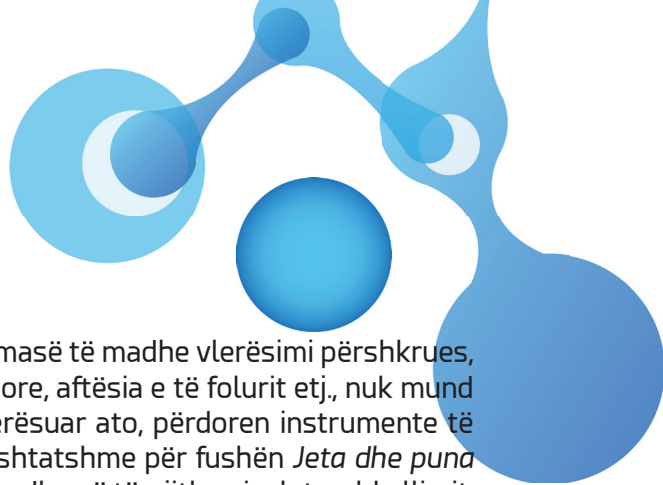 masë të madhe vlerësimi përshkrues,
ore, aftësia e të folurit etj., nuk mund
erësuar ato, përdoren instrumente të
shtatshme për fushën Jeta dhe puna